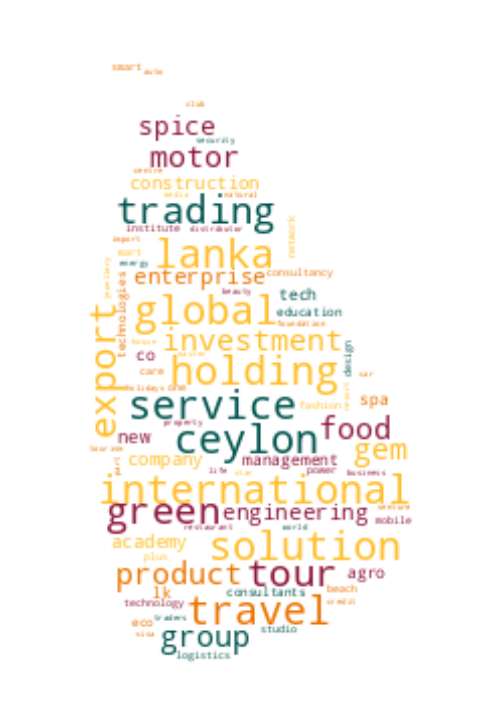 smart auto
club
spice
security
motor
centre
construction
media natural
trading
institute distributor
import
network
lanka
mart
energy
jewellery
enterprise consultancy
technologies
beauty tech
global
education
foundation
export
investment
house
design
co
master
holding
care car
holidays one
resort
spa
service
fashion
property
food
new
ceylon
gem
tourism
company management
part
life star power business
international
green engineering
venture
mobile
restaurant world
academy solution
plus
product tour agro
lk consultants beach
technology travel credit
eco traders
visa group studio
logistics